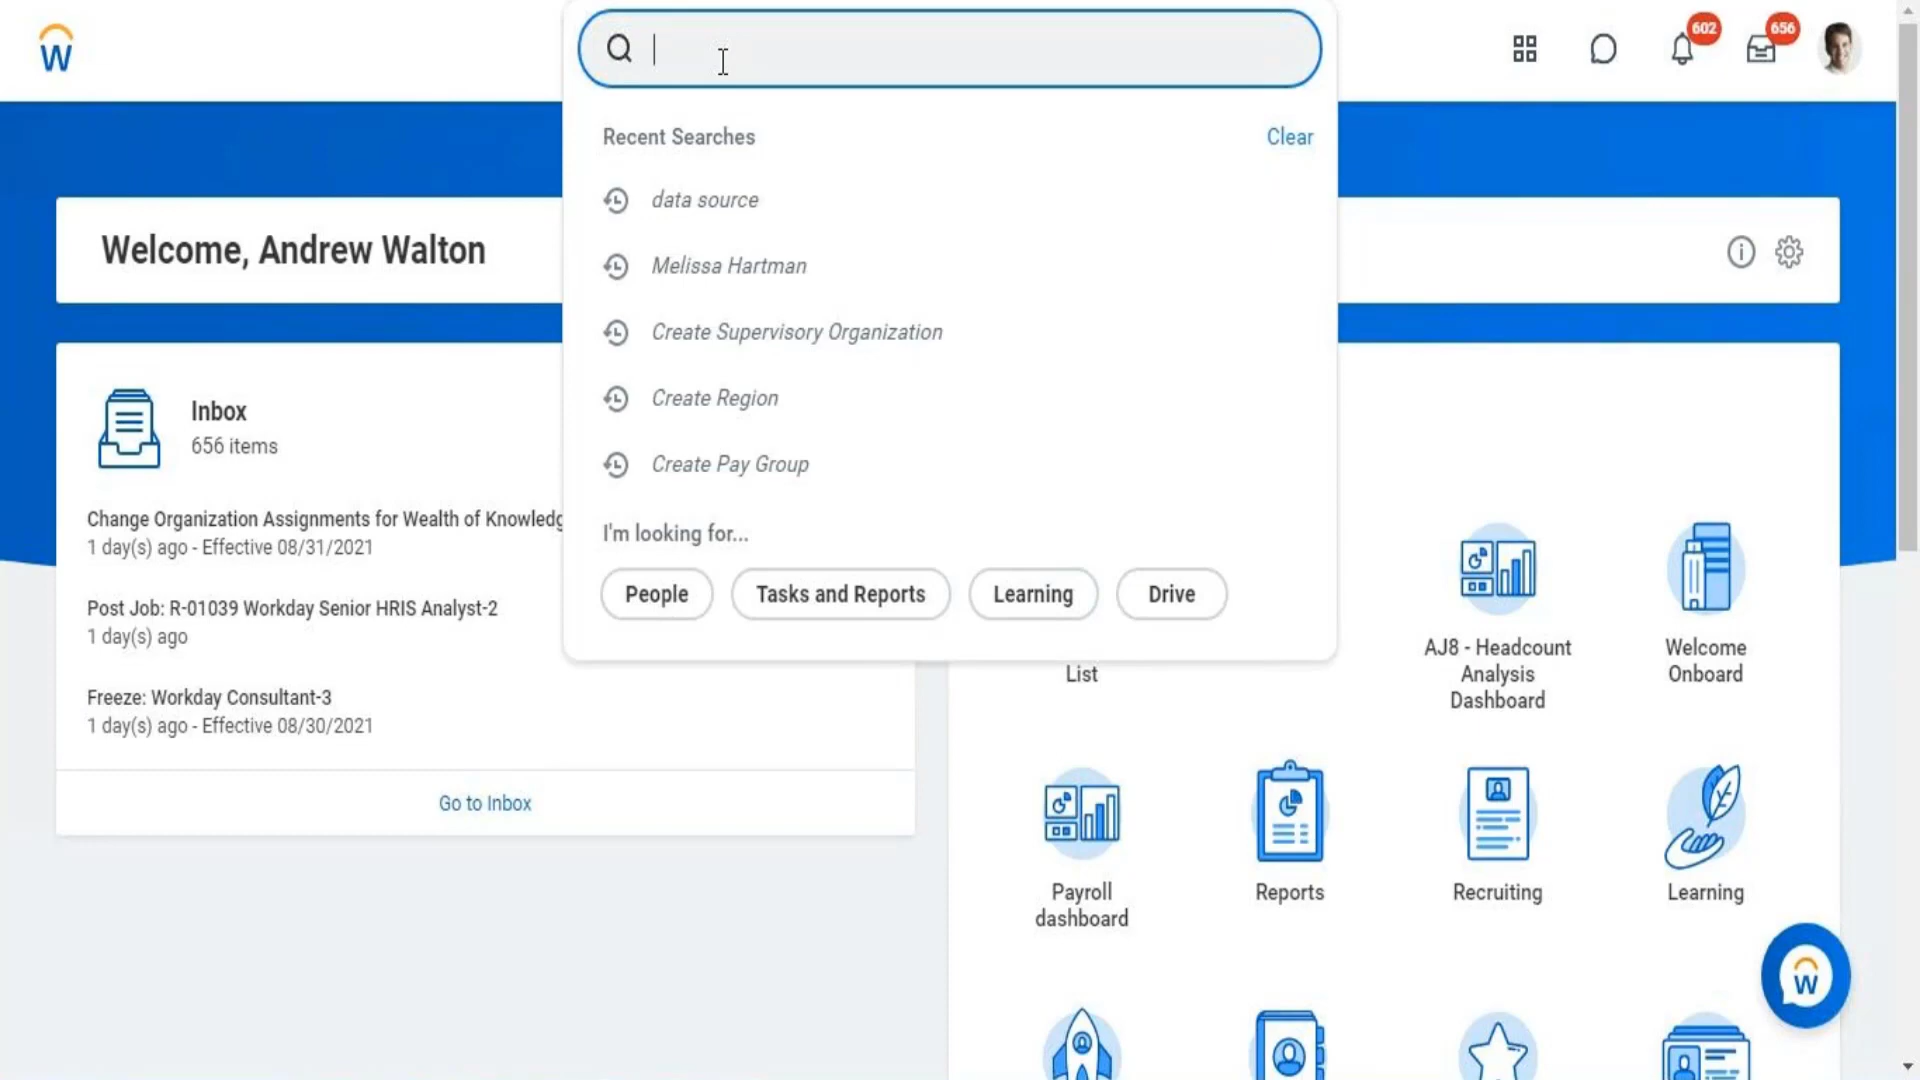 W
602
656
Recent Searches
Clear
data source
Melissa Hartman
Create Supervisory Organization
Create Region
Create Pay Group
I'm looking for...
People
Tasks and Reports
Learning
Drive
Welcome, Andrew Walton
Inbox
656 items
Change Organization Assignments for Wealth of Knowledg
1 day(s) ago - Effective 08/31/2021
Post Job: R-01039 Workday Senior HRIS Analyst-2
1 day(s) ago
Freeze: Workday Consultant-3
1 day(s) ago - Effective 08/30/2021
Go to Inbox
List
AJ8 - Headcount
Analysis
Dashboard
Welcome
Onboard
Payroll
dashboard
Reports
Recruiting
Learning
W